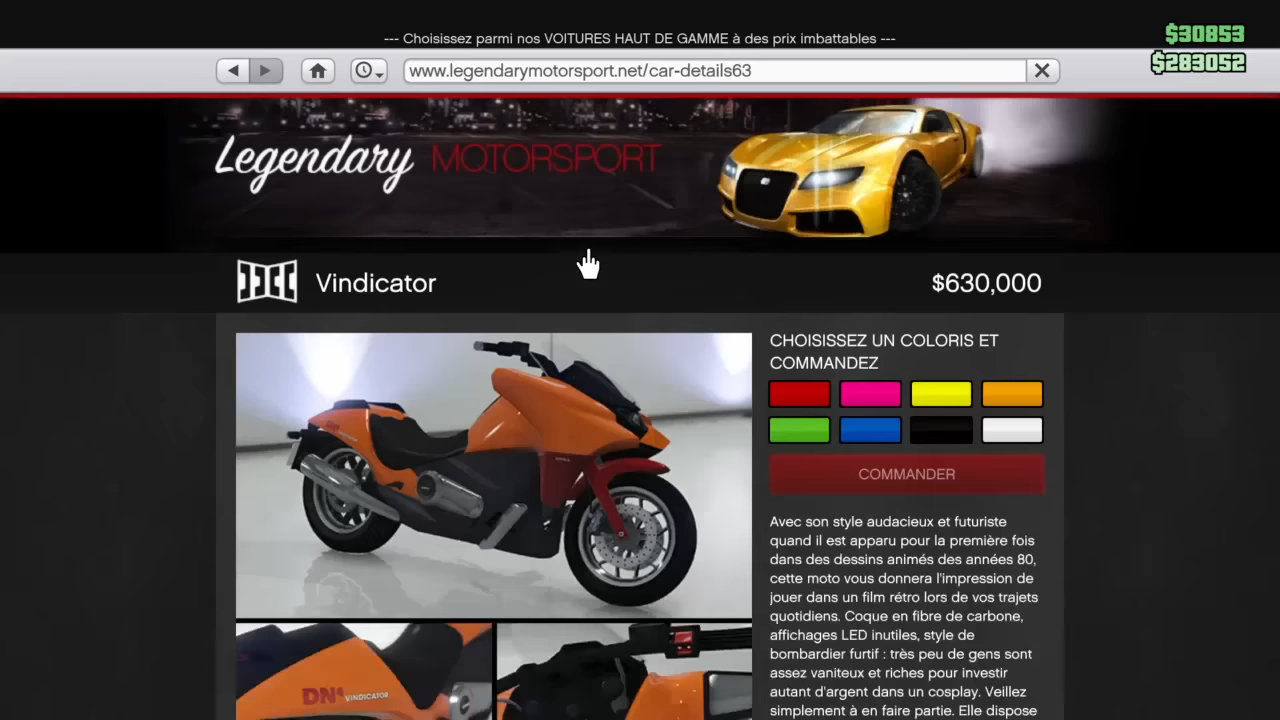 --- Choisissez parmi nos VOITURES HAUT DE GAMME à des prix imbattables ---
$30853
$283052
www.legendarymotorsport.net/car-details63
Legendary MOTORSPORT
Vindicator
$630,000
CHOISISSEZ UN COLORIS ET
COMMANDEZ
COMMANDER
Avec son style audacieux et futuriste
quand il est apparu pour la première fois
dans des dessins animés des années 80,
cette moto vous donnera l'impression de
jouer dans un film rétro lors de vos trajets
quotidiens. Coque en fibre de carbone,
affichages LED inutiles, style de
bombardier furtif : très peu de gens sont
assez vaniteux et riches pour investir
autant d'argent dans un cosplay. Veillez
simplement à en faire partie. Elle dispose
DN4 VINDICATOR